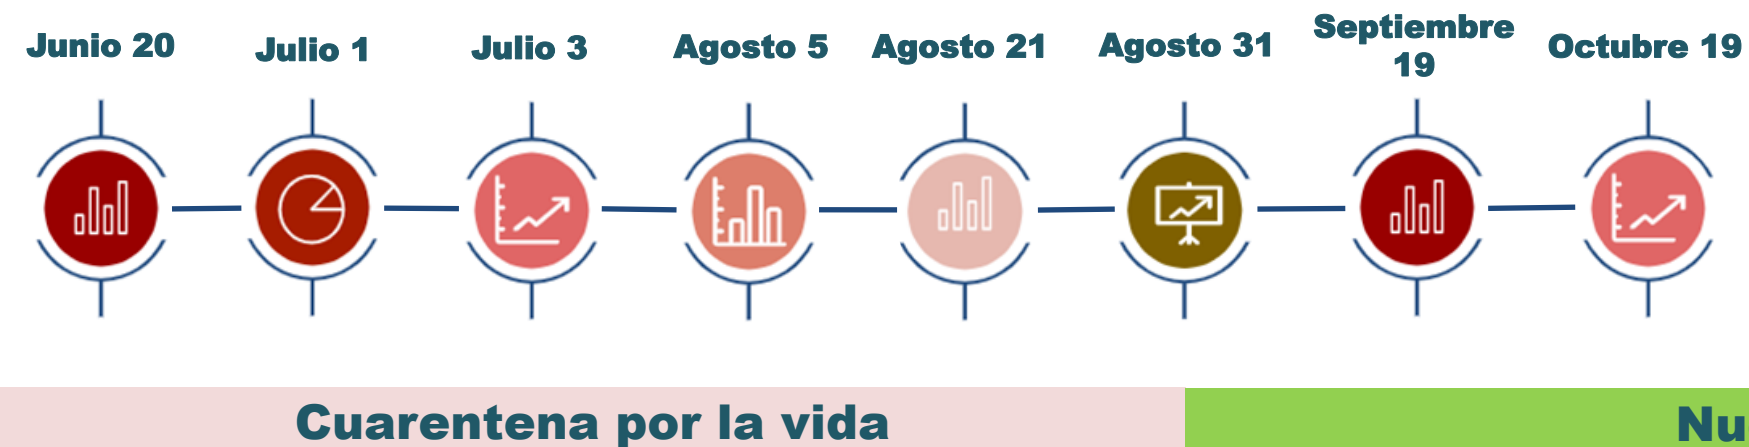 Junio 20
Julio 1
Julio 3
Agosto 5
Agosto 21
Agosto 31
Septiembre
19
Octubre 19
Cuarentena por la vida
Nu